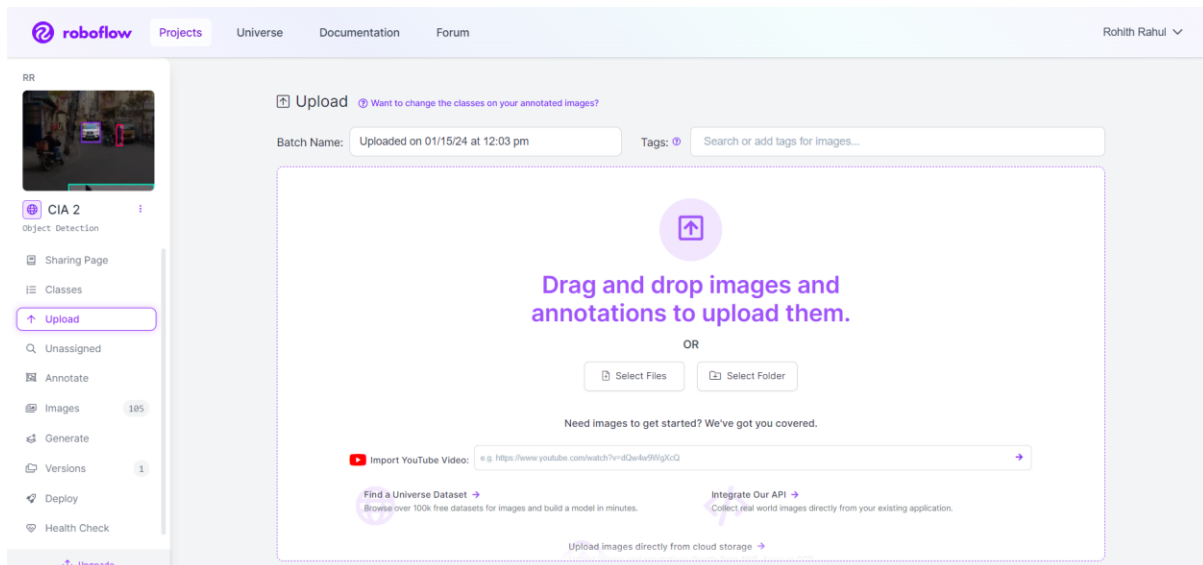 roboflow Projects Universe Documentation Forum Rohith Rahul
RR
CIA 2
Object Detection
Sharing Page
Classes
Upload
Unassigned
Annotate
Images 105
Generate
Versions 1
Deploy
Health Check
Upgrade
Upload Want to change the classes on your annotated images?
Batch Name: Uploaded on 01/15/24 at 12:03 pm Tags: Search or add tags for images...
Drag and drop images and
annotations to upload them.
OR
Select Files Select Folder
Need images to get started? We've got you covered.
Import YouTube Video: e.g. https://www.youtube.com/watch?v=dQw4w9WgXcQ
Find a Universe Dataset → Integrate Our API →
Browse over 100k free datasets for images and build a model in minutes. Collect real world images directly from your existing application.
Upload images directly from cloud storage →